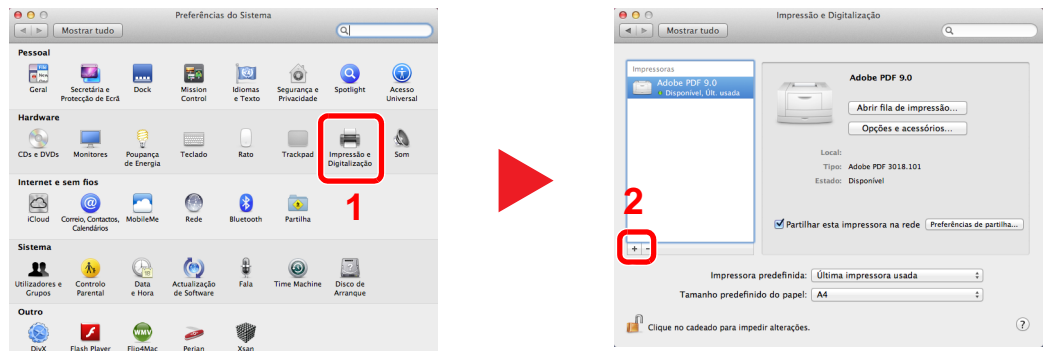 Preferências do Sistema
Mostrar tudo
Pessoal
Geral
Secretária e
Protecção de Ecrã
Dock
Mission
Control
Idiomas
e Texto
Segurança e
Privacidade
Spotlight
Acesso
Universal
Hardware
CDs e DVDs
Monitores
Poupança
de Energia
Teclado
Rato
Trackpad
Impressão e
Digitalização
Som
1
Internet e sem fios
iCloud
Correio, Contactos,
Calendários
MobileMe
Rede
Bluetooth
Partilha
Sistema
Utilizadores e
Grupos
Controlo
Parental
Data
e Hora
Actualização
de Software
Fala
Time Machine
Disco de
Arranque
Outro
DivX
Flash Player
WMV
Flip4Mac
Perian
Xsan
Impressão e Digitalização
Mostrar tudo
Impressoras
Adobe PDF 9.0
Disponível, Últ. usada
2
+ −
Adobe PDF 9.0
Abrir fila de impressão...
Opções e acessórios...
Local:
Tipo: Adobe PDF 3018.101
Estado: Disponível
Partilhar esta impressora na rede
Preferências de partilha...
Impressora predefinida: Última impressora usada
Tamanho predefinido do papel: A4
Clique no cadeado para impedir alterações.
?